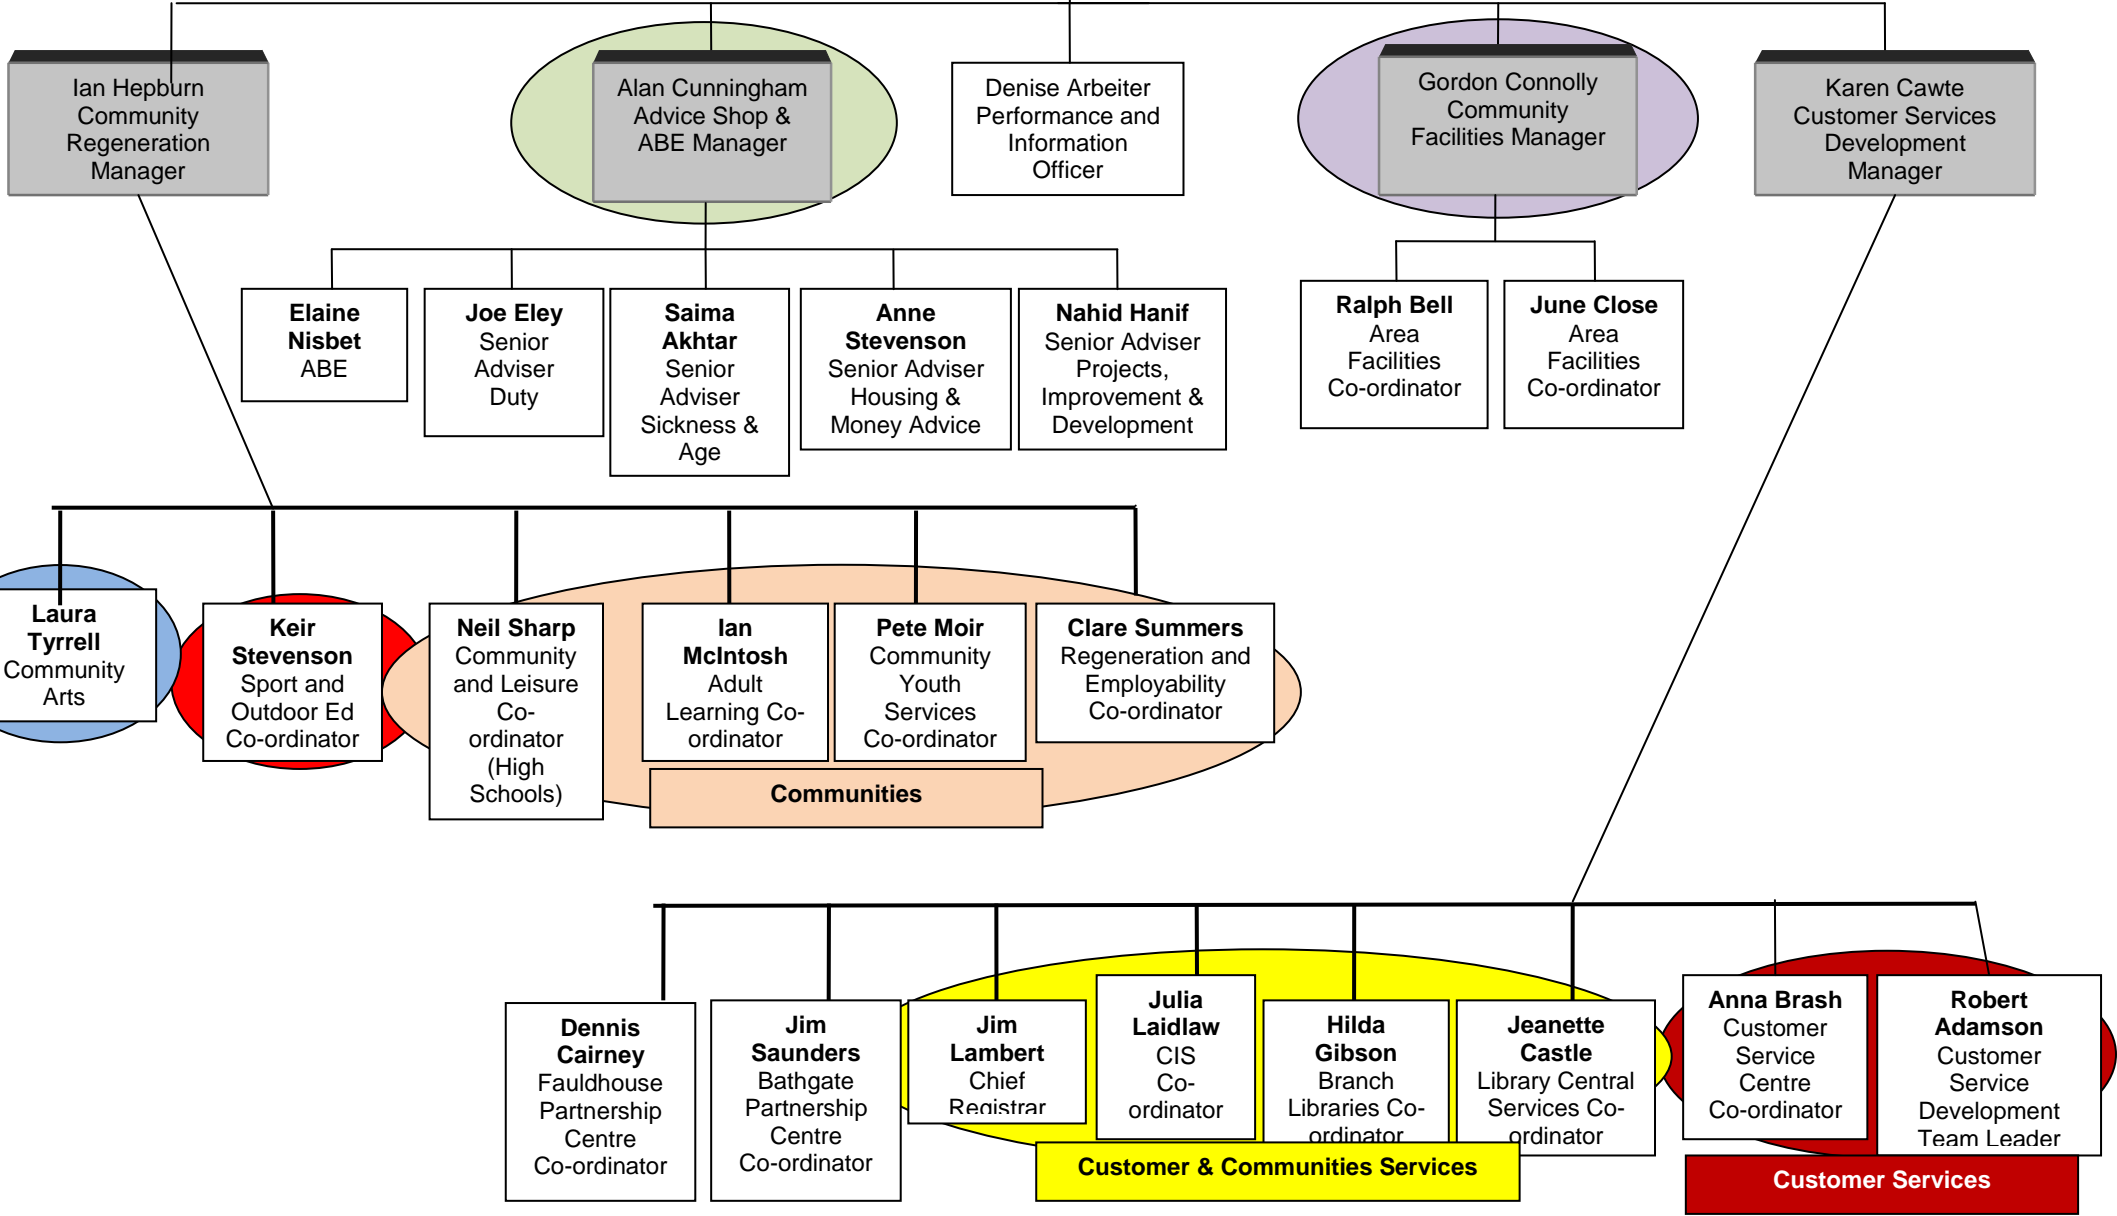 Ian Hepburn
Community
Regeneration
Manager
Alan Cunningham
Advice Shop &
ABE Manager
Denise Arbeiter
Performance and
Information
Officer
Gordon Connolly
Community
Facilities Manager
Karen Cawte
Customer Services
Development
Manager
Elaine
Nisbet
ABE
Joe Eley
Senior
Adviser
Duty
Saima
Akhtar
Senior
Adviser
Sickness &
Age
Anne
Stevenson
Senior Adviser
Housing &
Money Advice
Nahid Hanif
Senior Adviser
Projects,
Improvement &
Development
Ralph Bell
Area
Facilities
Co-ordinator
June Close
Area
Facilities
Co-ordinator
Laura
Tyrrell
Community
Arts
Keir
Stevenson
Sport and
Outdoor Ed
Co-ordinator
Neil Sharp
Community
and Leisure
Co-
ordinator
(High
Schools)
Ian
McIntosh
Adult
Learning Co-
ordinator
Pete Moir
Community
Youth
Services
Co-ordinator
Clare Summers
Regeneration and
Employability
Co-ordinator
Communities
Dennis
Cairney
Fauldhouse
Partnership
Centre
Co-ordinator
Jim
Saunders
Bathgate
Partnership
Centre
Co-ordinator
Jim
Lambert
Chief
Registrar
Julia
Laidlaw
CIS
Co-
ordinator
Hilda
Gibson
Branch
Libraries Co-
ordinator
Jeanette
Castle
Library Central
Services Co-
ordinator
Anna Brash
Customer
Service
Centre
Co-ordinator
Robert
Adamson
Customer
Service
Development
Team Leader
Customer & Communities Services
Customer Services